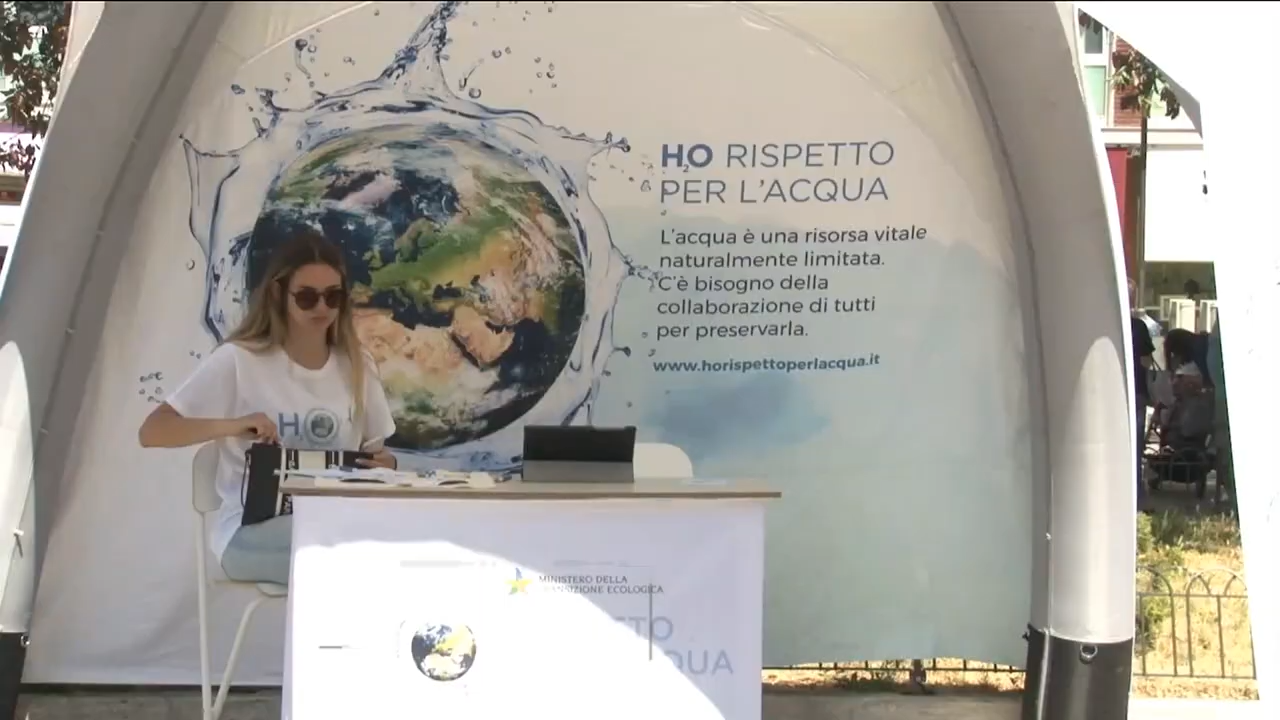 H₂O RISPETTO
PER L'ACQUA
L'acqua è una risorsa vitale
naturalmente limitata.
C'è bisogno della
collaborazione di tutti
per preservarla.
www.horispettoperlacqua.it
H₂O
MINISTERO DELLA
TRANSIZIONE ECOLOGICA